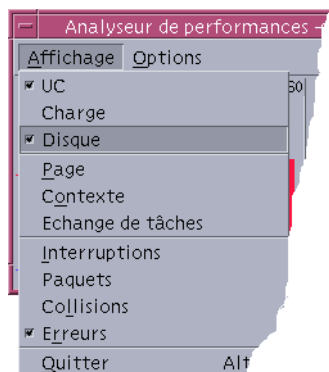 Analyseur de performances -
Affichage Options
UC
60
Charge
Disque
Page
Contexte
Echange de tâches
Interruptions
Paquets
Collisions
Erreurs
Quitter Alt